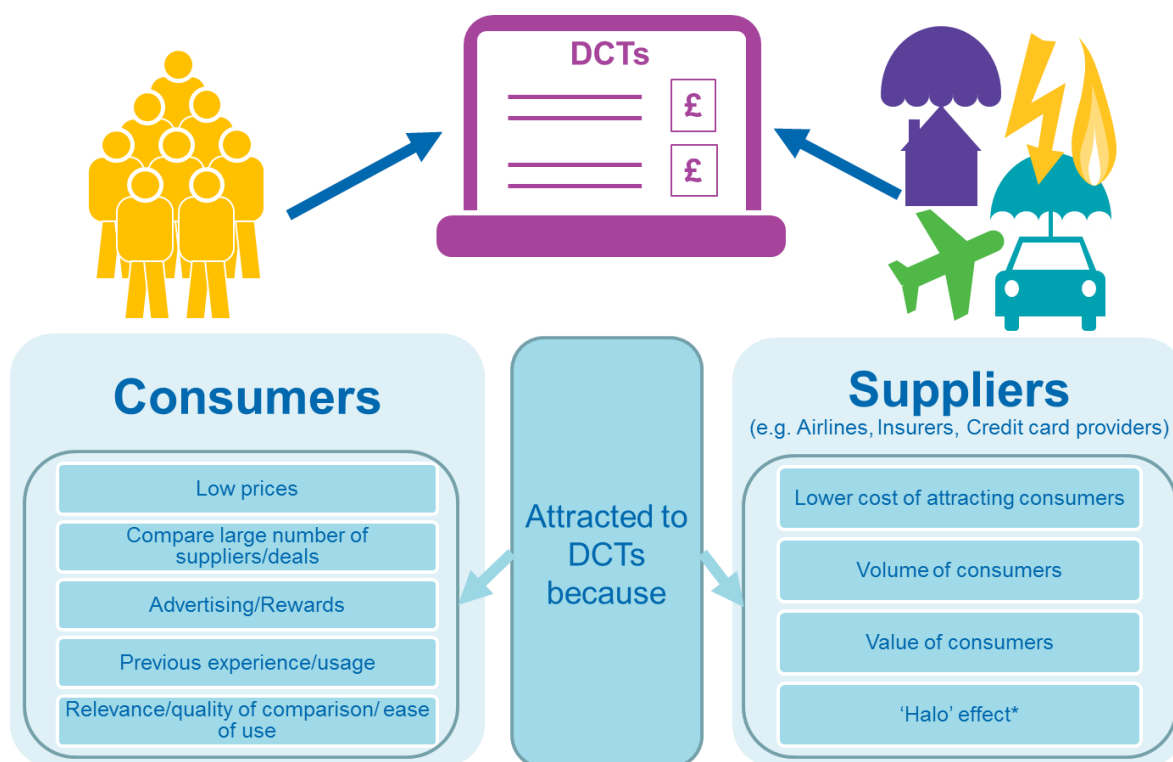 DCTs
£
£
Consumers
Low prices
Compare large number of
suppliers/deals
Advertising/Rewards
Previous experience/usage
Relevance/quality of comparison/ ease
of use
Attracted to
DCTs
because
Suppliers
(e.g. Airlines, Insurers, Credit card providers)
Lower cost of attracting consumers
Volume of consumers
Value of consumers
‘Halo’ effect*